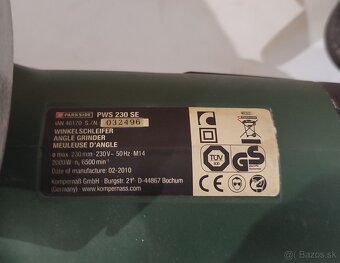 PARKSIDE PWS 230 SE
IAN 46170 S./N. 032496
WINKELSCHLEIFER
ANGLE GRINDER
MEULEUSE D'ANGLE
ø max. 230 mm · 230 V~ 50 Hz · M14
2000 W · n₀ 6500 min⁻¹
Date of manufacture: 02-2010
Kompernaß GmbH · Burgstr. 21 · D-44867 Bochum
(Germany) · www.kompernass.com
TÜV
GS
Bazos.sk